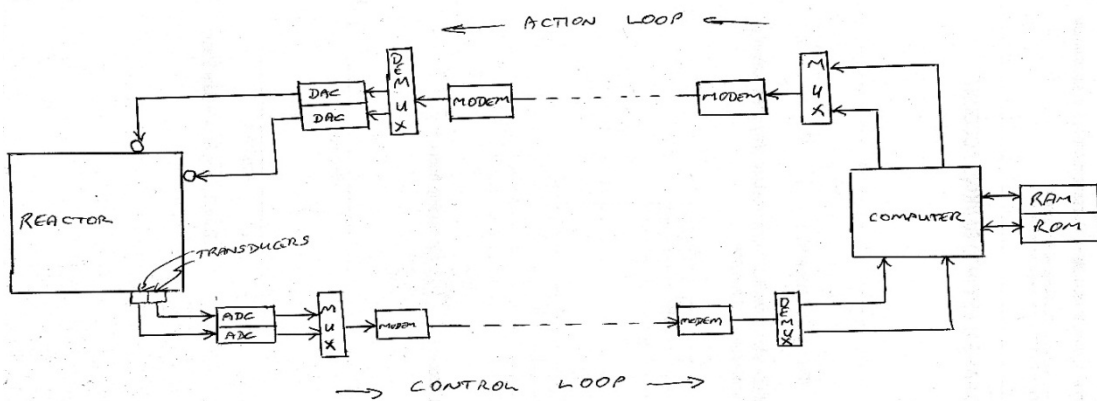 ACTION LOOP
DEMUX
MUX
DAC
DAC
MODEM
MODEM
REACTOR
COMPUTER
RAM
ROM
TRANSDUCERS
ADC
ADC
MUX
MODEM
MODEM
DEMUX
CONTROL LOOP